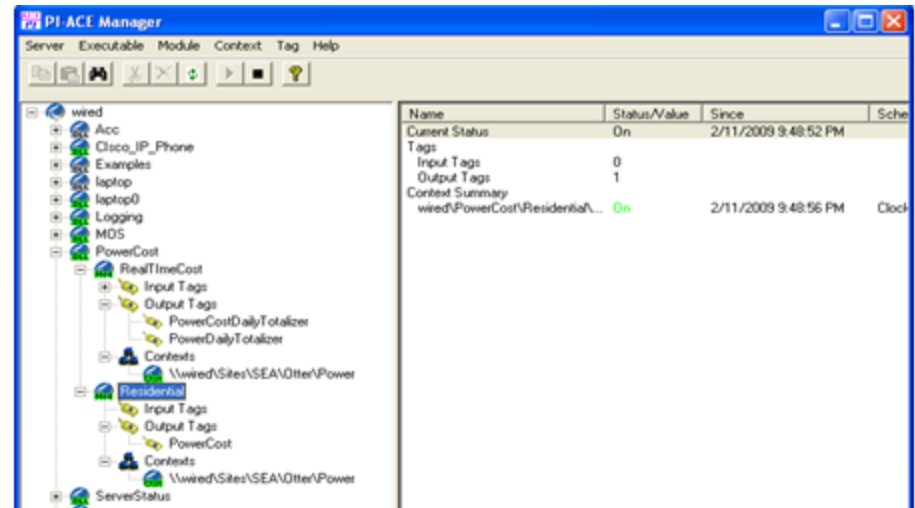 PI-ACE Manager
Server Executable Module Context Tag Help
wired
Acc
CIsco_IP_Phone
Examples
laptop
laptop0
Logging
MOS
PowerCost
RealTImeCost
Input Tags
Output Tags
PowerCostDailyTotalizer
PowerDailyTotalizer
Contexts
\\wired\Sites\SEA\Otter\Power
Residential
Input Tags
Output Tags
PowerCost
Contexts
\\wired\Sites\SEA\Otter\Power
ServerStatus
Name Status/Value Since Sche
Current Status On 2/11/2009 9:48:52 PM
Tags
Input Tags 0
Output Tags 1
Context Summary
wired\PowerCost\Residential\... On 2/11/2009 9:48:56 PM Clock